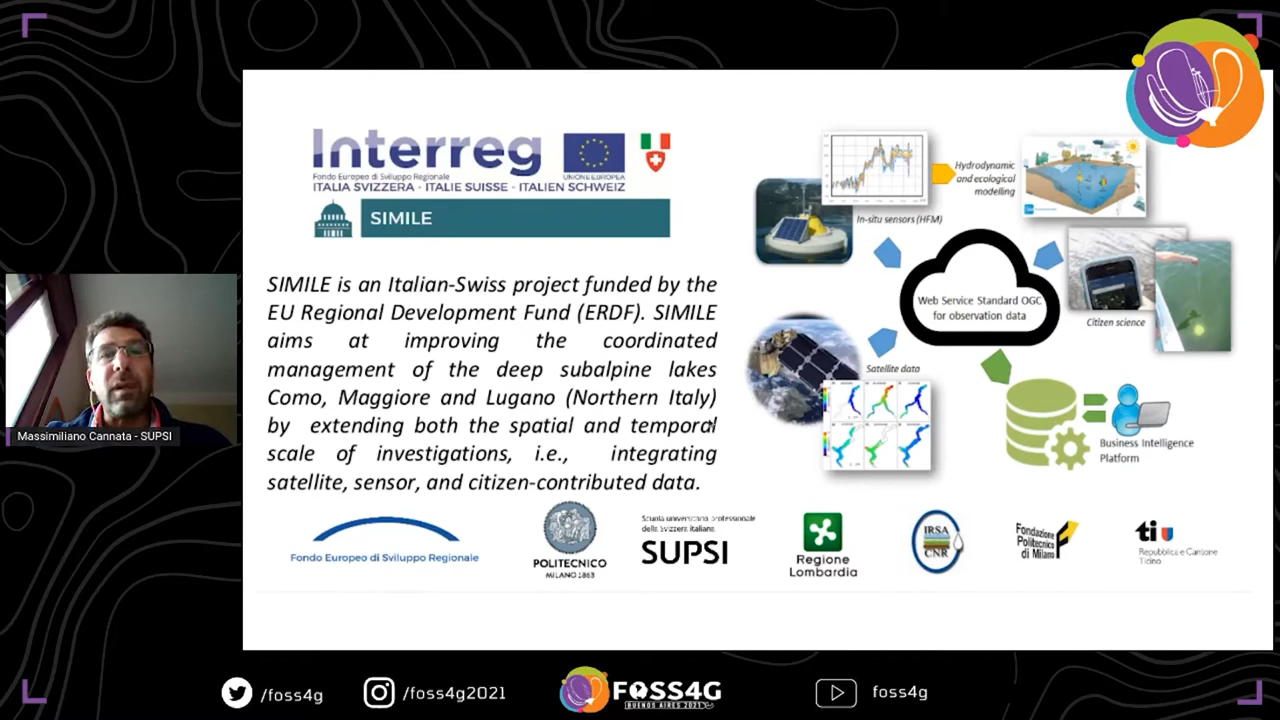 Interreg
Fondo Europeo di Sviluppo Regionale
UNIONE EUROPEA
ITALIA SVIZZERA - ITALIE SUISSE - ITALIEN SCHWEIZ
SIMILE
SIMILE is an Italian-Swiss project funded by the
EU Regional Development Fund (ERDF). SIMILE
aims at improving the coordinated
management of the deep subalpine lakes
Como, Maggiore and Lugano (Northern Italy)
by extending both the spatial and temporal
scale of investigations, i.e., integrating
satellite, sensor, and citizen-contributed data.
Hydrodynamic
and ecological
modelling
In-situ sensors (HFM)
Web Service Standard OGC
for observation data
Citizen science
Satellite data
Business Intelligence
Platform
Massimiliano Cannata - SUPSI
Fondo Europeo di Sviluppo Regionale
POLITECNICO
MILANO 1863
Scuola universitaria professionale
della Svizzera italiana
SUPSI
Regione
Lombardia
IRSA
CNR
Fondazione
Politecnico
di Milano
ti
Repubblica e Cantone
Ticino
/foss4g
/foss4g2021
FOSS4G
BUENOS AIRES 2021
foss4g